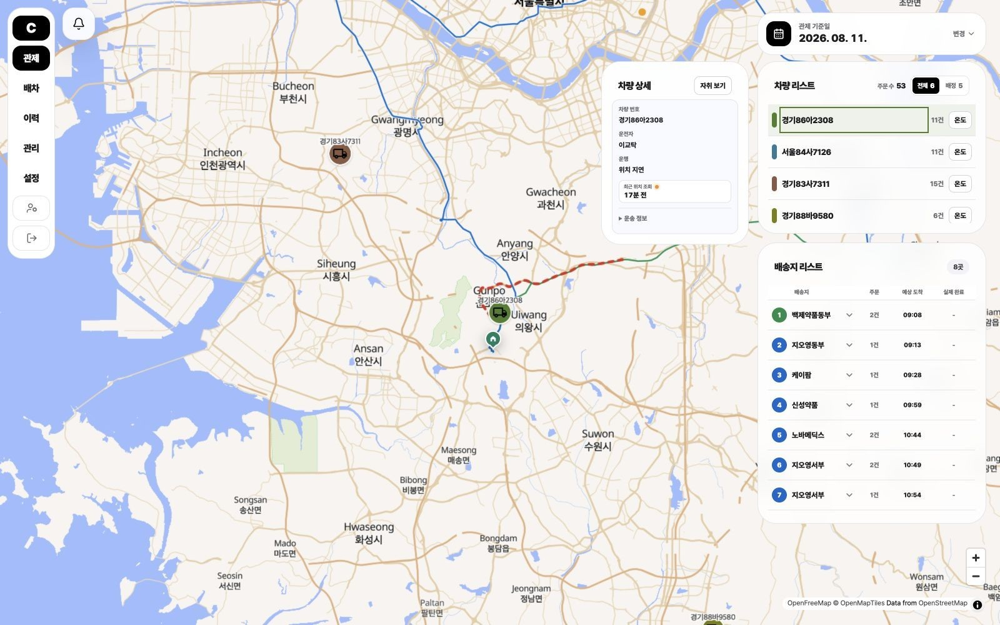 C
관제
배차
이력
관리
설정
서울특별시
조안면
관제 기준일
2026. 08. 11.
변경
차량 상세
자취 보기
차량 번호
경기86아2308
운전자
이교탁
운행
위치 지연
최근 위치 조회
17분 전
운송 정보
차량 리스트
주문 수 53
전체 6
배정 5
경기86아2308
11건
온도
서울84사7126
11건
온도
경기83사7311
15건
온도
경기88바9580
6건
온도
배송지 리스트
8곳
배송지
주문
예상 도착
실제 완료
1
백제약품동부
2건
09:08
-
2
지오영동부
1건
09:13
-
3
케이팜
1건
09:28
-
4
신성약품
1건
09:59
-
5
노바메딕스
2건
10:44
-
6
지오영서부
2건
10:49
-
7
지오영서부
1건
10:54
-
Bucheon
부천시
Gwangmyeong
광명시
경기83사7311
Incheon
인천광역시
Gwacheon
과천시
Anyang
안양시
Siheung
시흥시
Gunpo
경기86아2308
Uiwang
의왕시
Ansan
안산시
Suwon
수원시
Maesong
매송면
Bibong
비봉면
Songsan
송산면
Hwaseong
화성시
Bongdam
봉담읍
Mado
마도면
Seosin
서신면
Jeongnam
정남면
Paltan
팔탄면
경기88바9580
Wonsam
원삼면
+
−
OpenFreeMap © OpenMapTiles Data from OpenStreetMap